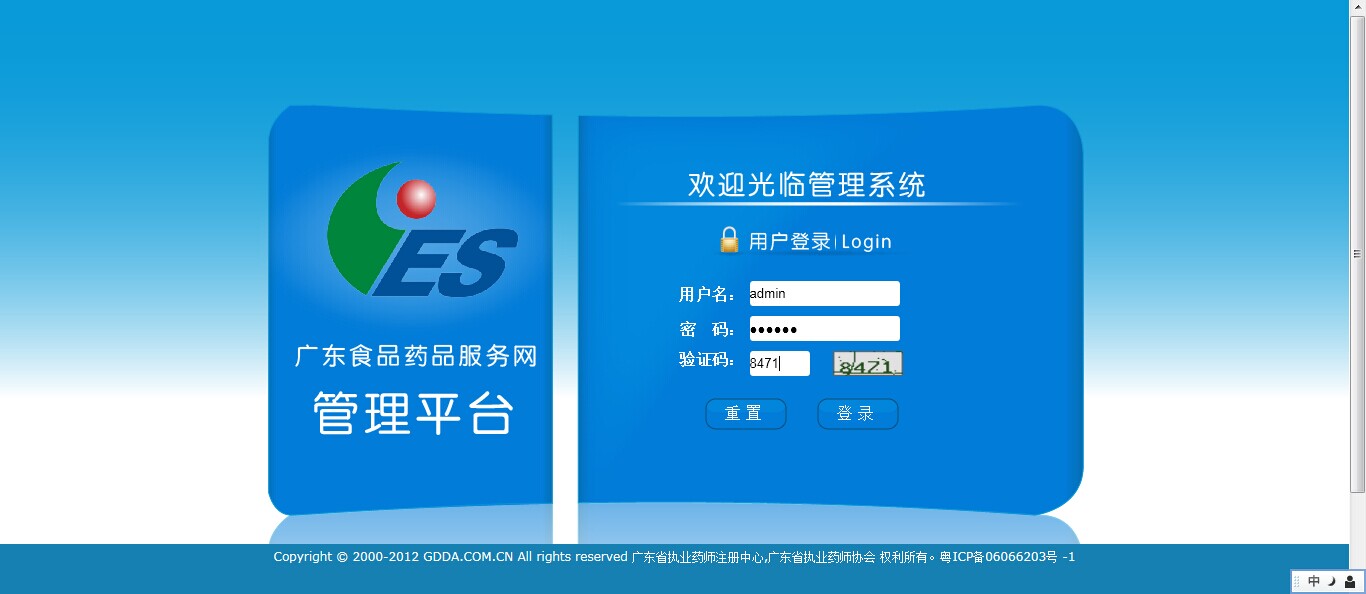 ES
广东食品药品服务网
管理平台
欢迎光临管理系统
用户登录|Login
用户名： admin
密 码： ••••••
验证码： 8471 8471
重 置 登 录
Copyright © 2000-2012 GDDA.COM.CN All rights reserved 广东省执业药师注册中心,广东省执业药师协会 权利所有。粤ICP备06066203号 -1
中